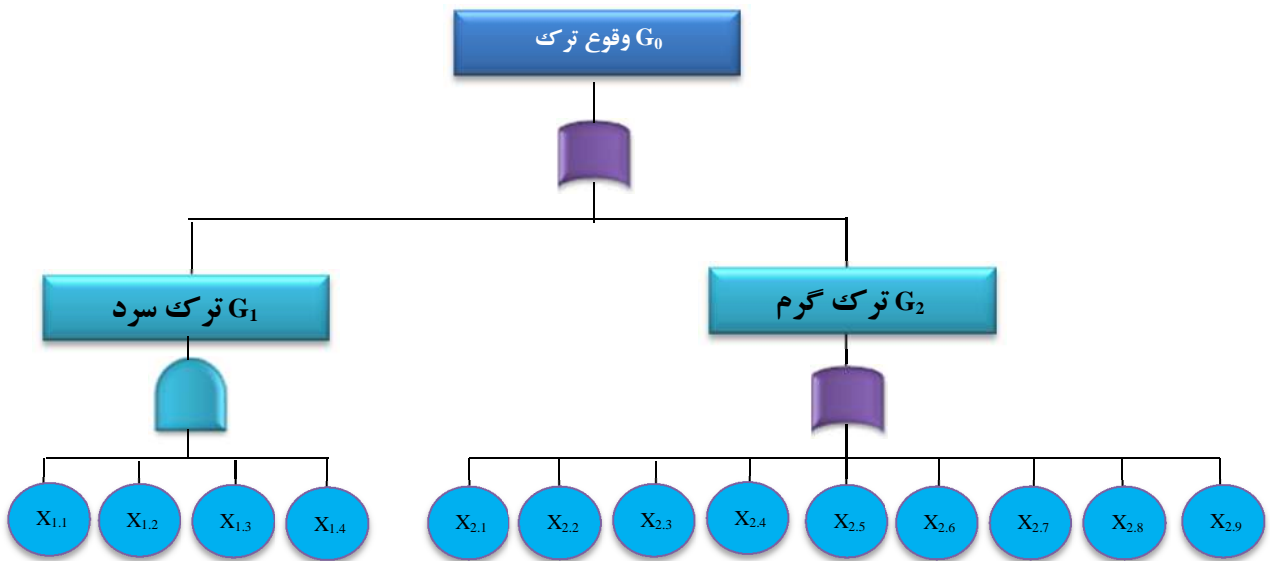 G₀ وقوع ترک
G₁ ترک سرد
G₂ ترک گرم
X₁.₁ X₁.₂ X₁.₃ X₁.₄ X₂.₁ X₂.₂ X₂.₃ X₂.₄ X₂.₅ X₂.₆ X₂.₇ X₂.₈ X₂.₉